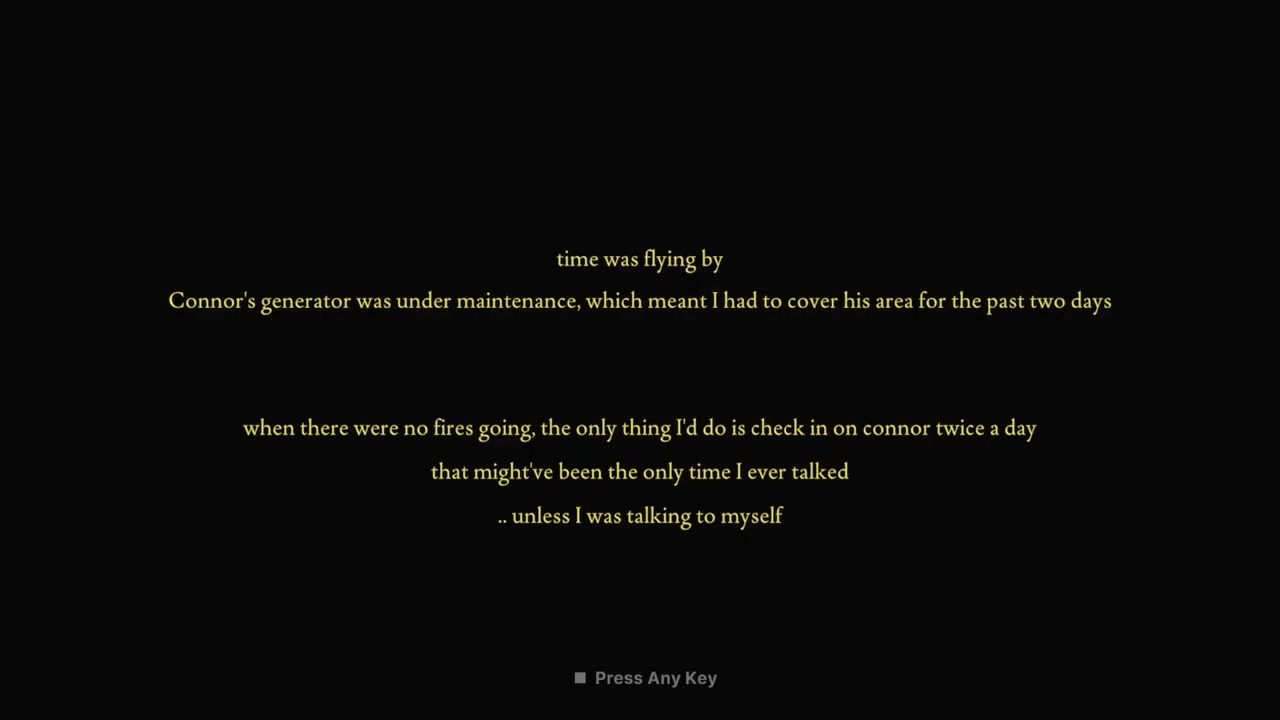 time was flying by
Connor's generator was under maintenance, which meant I had to cover his area for the past two days
when there were no fires going, the only thing I'd do is check in on connor twice a day
that might've been the only time I ever talked
.. unless I was talking to myself
Press Any Key